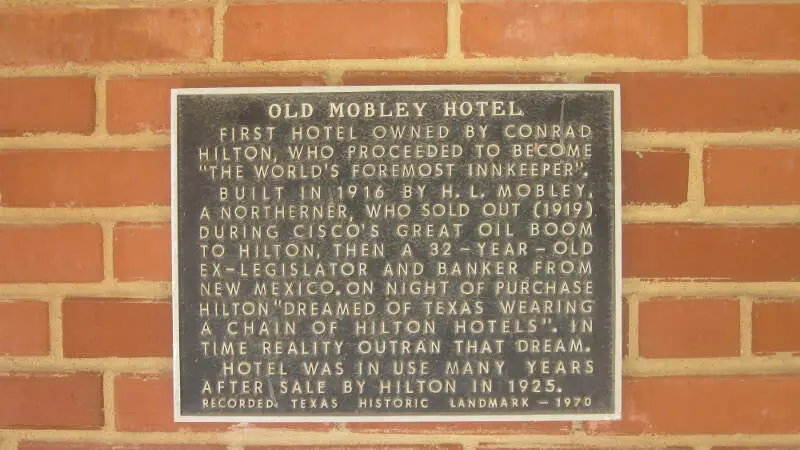 OLD MOBLEY HOTEL
FIRST HOTEL OWNED BY CONRAD
HILTON, WHO PROCEEDED TO BECOME
"THE WORLD'S FOREMOST INNKEEPER".
BUILT IN 1916 BY H. L. MOBLEY,
A NORTHERNER, WHO SOLD OUT (1919)
DURING CISCO'S GREAT OIL BOOM
TO HILTON, THEN A 32-YEAR-OLD
EX-LEGISLATOR AND BANKER FROM
NEW MEXICO. ON NIGHT OF PURCHASE
HILTON "DREAMED OF TEXAS WEARING
A CHAIN OF HILTON HOTELS". IN
TIME REALITY OUTRAN THAT DREAM.
HOTEL WAS IN USE MANY YEARS
AFTER SALE BY HILTON IN 1925.
RECORDED TEXAS HISTORIC LANDMARK - 1970